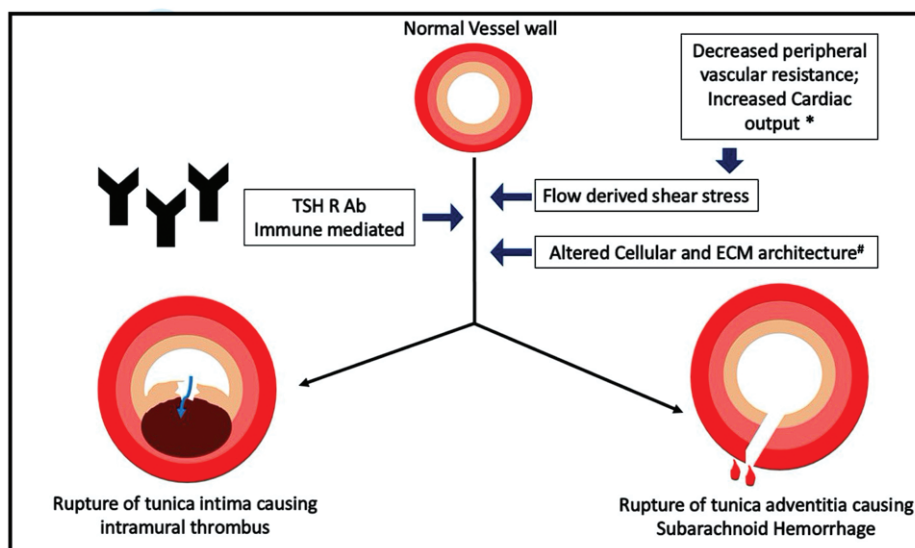 Normal Vessel wall
Decreased peripheral
vascular resistance;
Increased Cardiac
output *
TSH R Ab
Immune mediated
Flow derived shear stress
Altered Cellular and ECM architecture#
Rupture of tunica intima causing
intramural thrombus
Rupture of tunica adventitia causing
Subarachnoid Hemorrhage